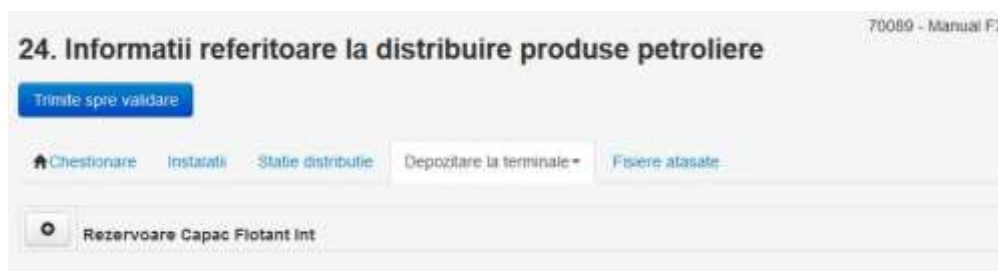 70089 - Manual F
24. Informatii referitoare la distribuire produse petroliere
Trimite spre validare
Chestionare Instalatii Statie distributie Depozitare la terminale Fisiere atasate
Rezervoare Capac Flotant Int